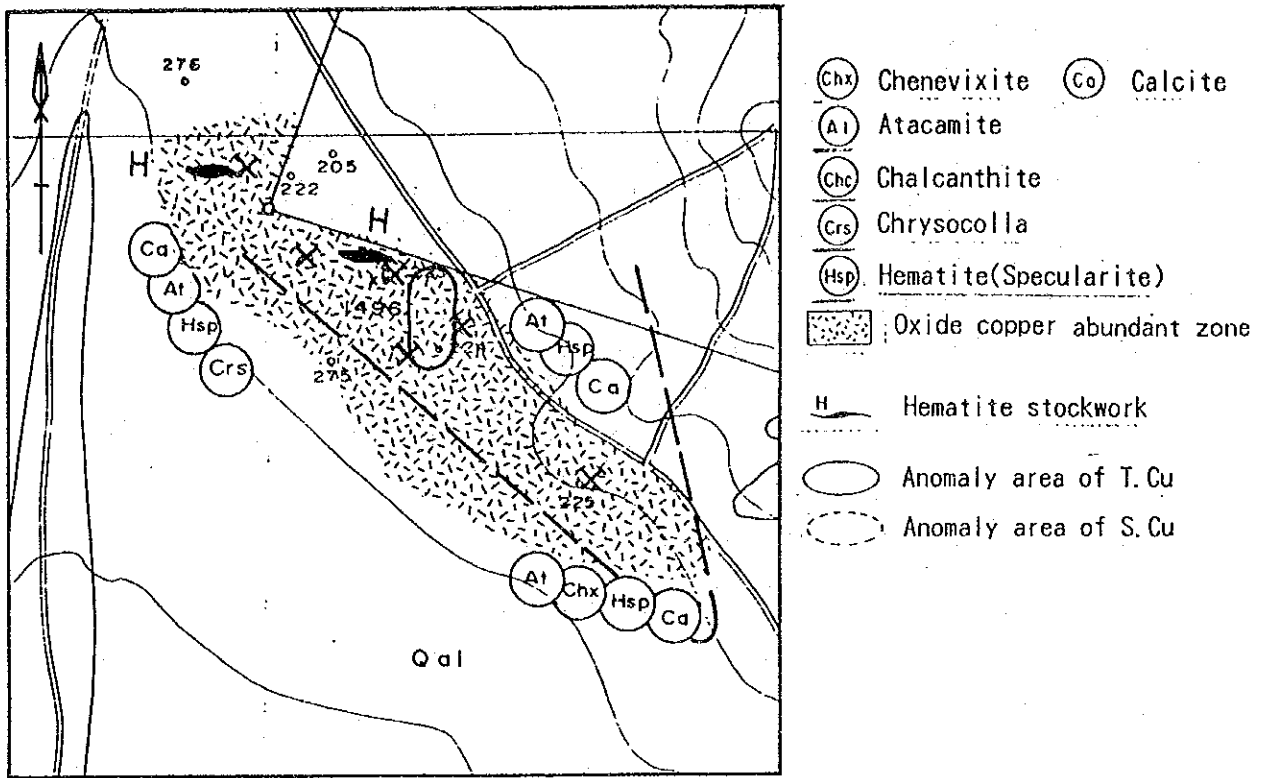 276
H
205
222
H
Ca
At
Hsp
Crs
1496
275
At
Hsp
Ca
225
At
Chx
Hsp
Ca
Qal
Chx Chenevixite Ca Calcite
At Atacamite
Chc Chalcanthite
Crs Chrysocolla
Hsp Hematite(Specularite)
Oxide copper abundant zone
H Hematite stockwork
Anomaly area of T.Cu
Anomaly area of S.Cu